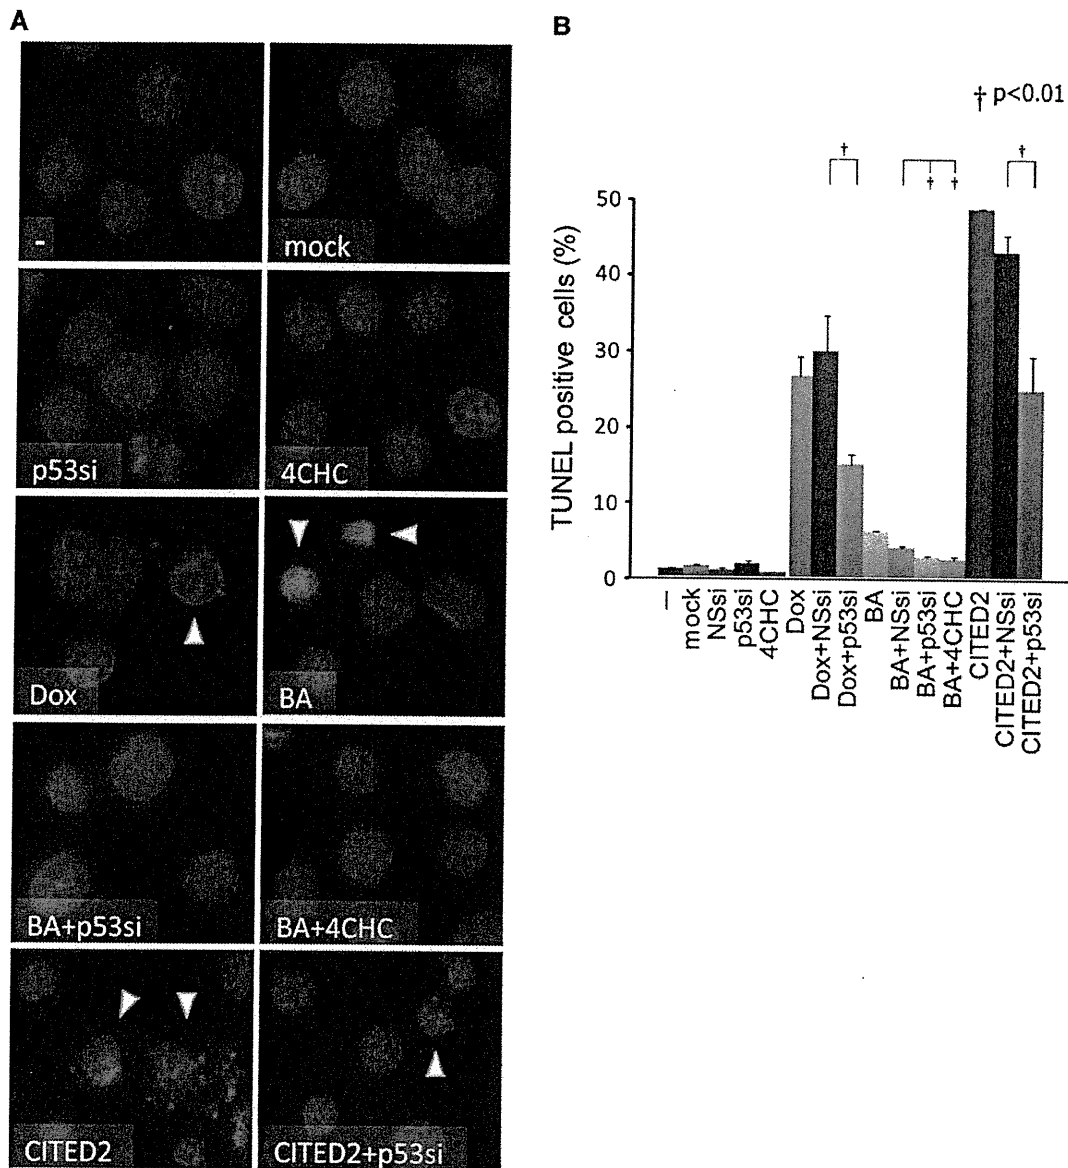 A
-
mock
p53si
4CHC
Dox
BA
BA+p53si
BA+4CHC
CITED2
CITED2+p53si
B
† p<0.01
†
†
† †
TUNEL positive cells (%)
50
40
30
20
10
0
–
mock
NSsi
p53si
4CHC
Dox
Dox+NSsi
Dox+p53si
BA
BA+NSsi
BA+p53si
BA+4CHC
CITED2
CITED2+NSsi
CITED2+p53si